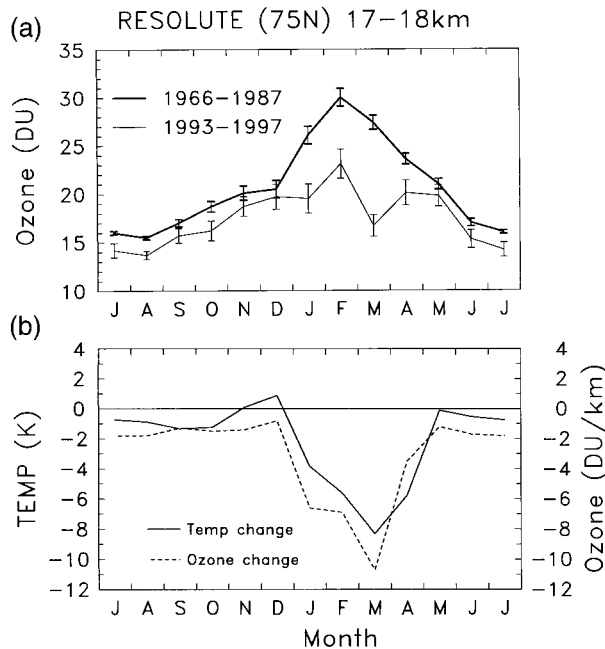 (a)
RESOLUTE (75N) 17-18km
Ozone (DU)
35
30
25
20
15
10
1966-1987
1993-1997
J A S O N D J F M A M J J
(b)
TEMP (K)
4
2
0
-2
-4
-6
-8
-10
-12
Temp change
Ozone change
4
2
0
-2
-4
-6
-8
-10
-12
Ozone (DU/km)
J A S O N D J F M A M J J
Month